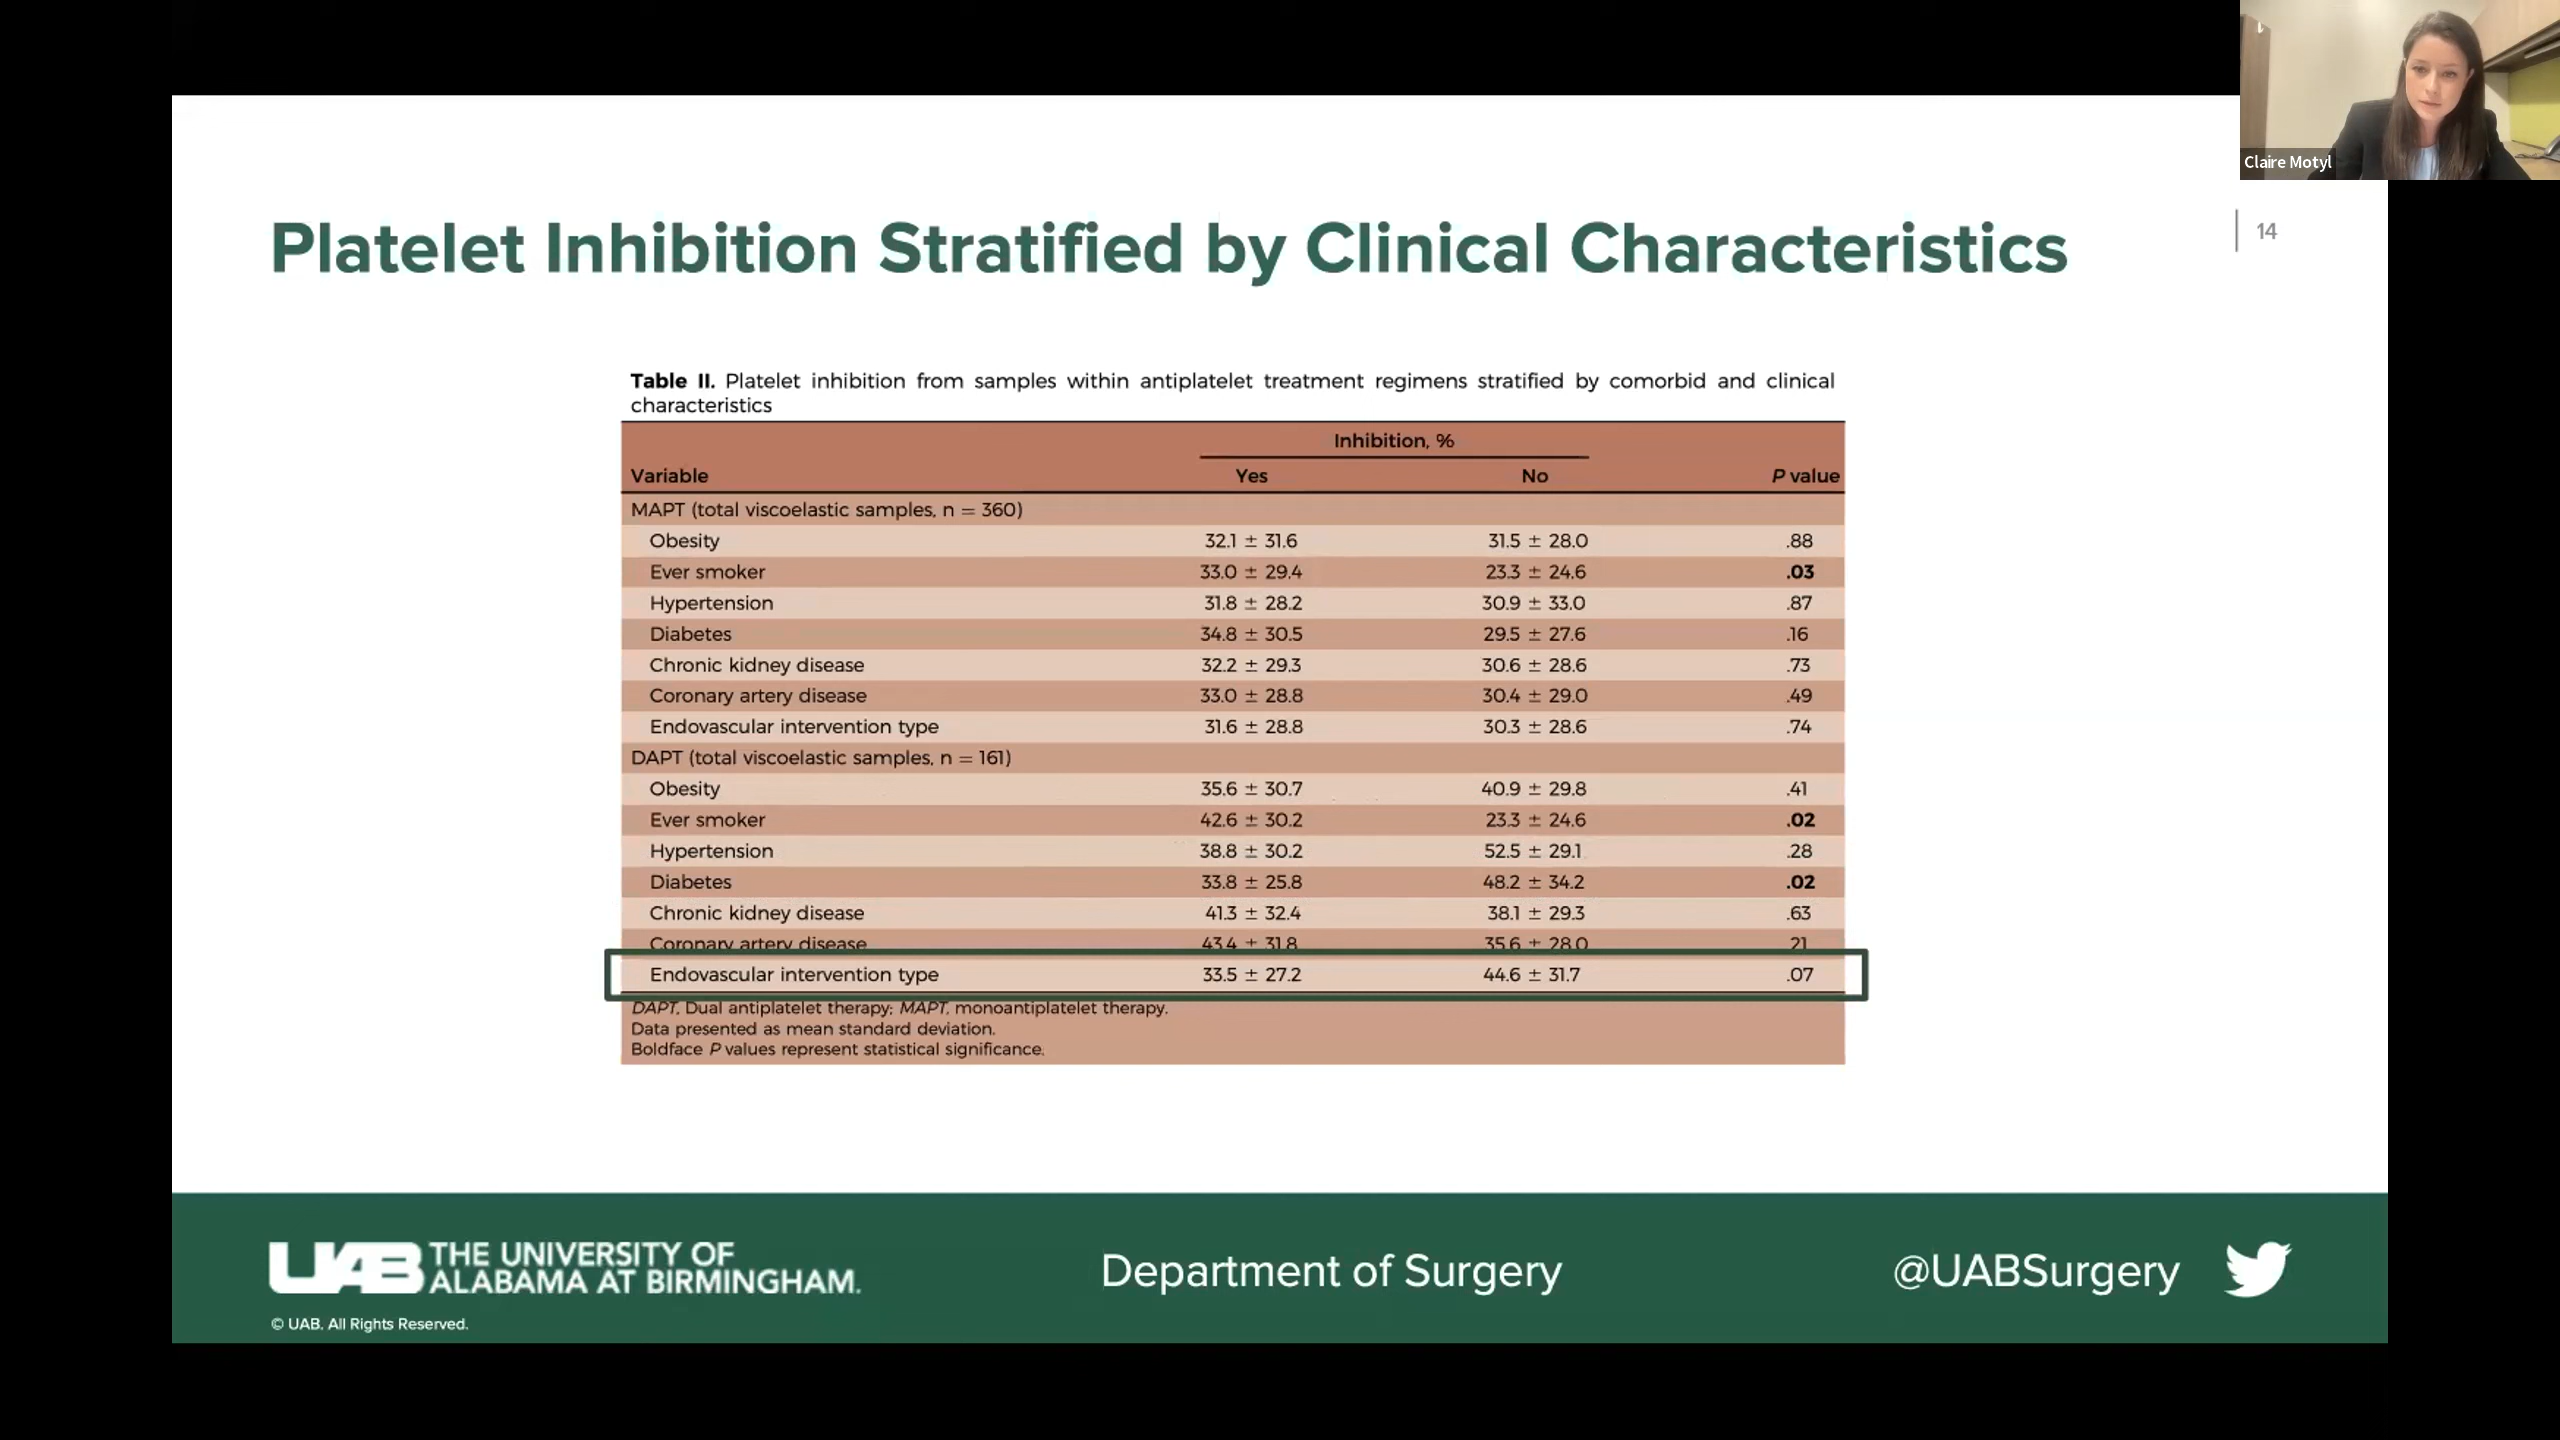 Claire Motyl
Platelet Inhibition Stratified by Clinical Characteristics
14
Table II. Platelet inhibition from samples within antiplatelet treatment regimens stratified by comorbid and clinical
characteristics
Inhibition, %
Variable Yes No P value
MAPT (total viscoelastic samples, n = 360)
Obesity 32.1 ± 31.6 31.5 ± 28.0 .88
Ever smoker 33.0 ± 29.4 23.3 ± 24.6 .03
Hypertension 31.8 ± 28.2 30.9 ± 33.0 .87
Diabetes 34.8 ± 30.5 29.5 ± 27.6 .16
Chronic kidney disease 32.2 ± 29.3 30.6 ± 28.6 .73
Coronary artery disease 33.0 ± 28.8 30.4 ± 29.0 .49
Endovascular intervention type 31.6 ± 28.8 30.3 ± 28.6 .74
DAPT (total viscoelastic samples, n = 161)
Obesity 35.6 ± 30.7 40.9 ± 29.8 .41
Ever smoker 42.6 ± 30.2 23.3 ± 24.6 .02
Hypertension 38.8 ± 30.2 52.5 ± 29.1 .28
Diabetes 33.8 ± 25.8 48.2 ± 34.2 .02
Chronic kidney disease 41.3 ± 32.4 38.1 ± 29.3 .63
Coronary artery disease 43.4 ± 31.8 35.6 ± 28.0 .21
Endovascular intervention type 33.5 ± 27.2 44.6 ± 31.7 .07
DAPT, Dual antiplatelet therapy; MAPT, monoantiplatelet therapy.
Data presented as mean standard deviation.
Boldface P values represent statistical significance.
UAB THE UNIVERSITY OF
ALABAMA AT BIRMINGHAM.
Department of Surgery
@UABSurgery
© UAB. All Rights Reserved.